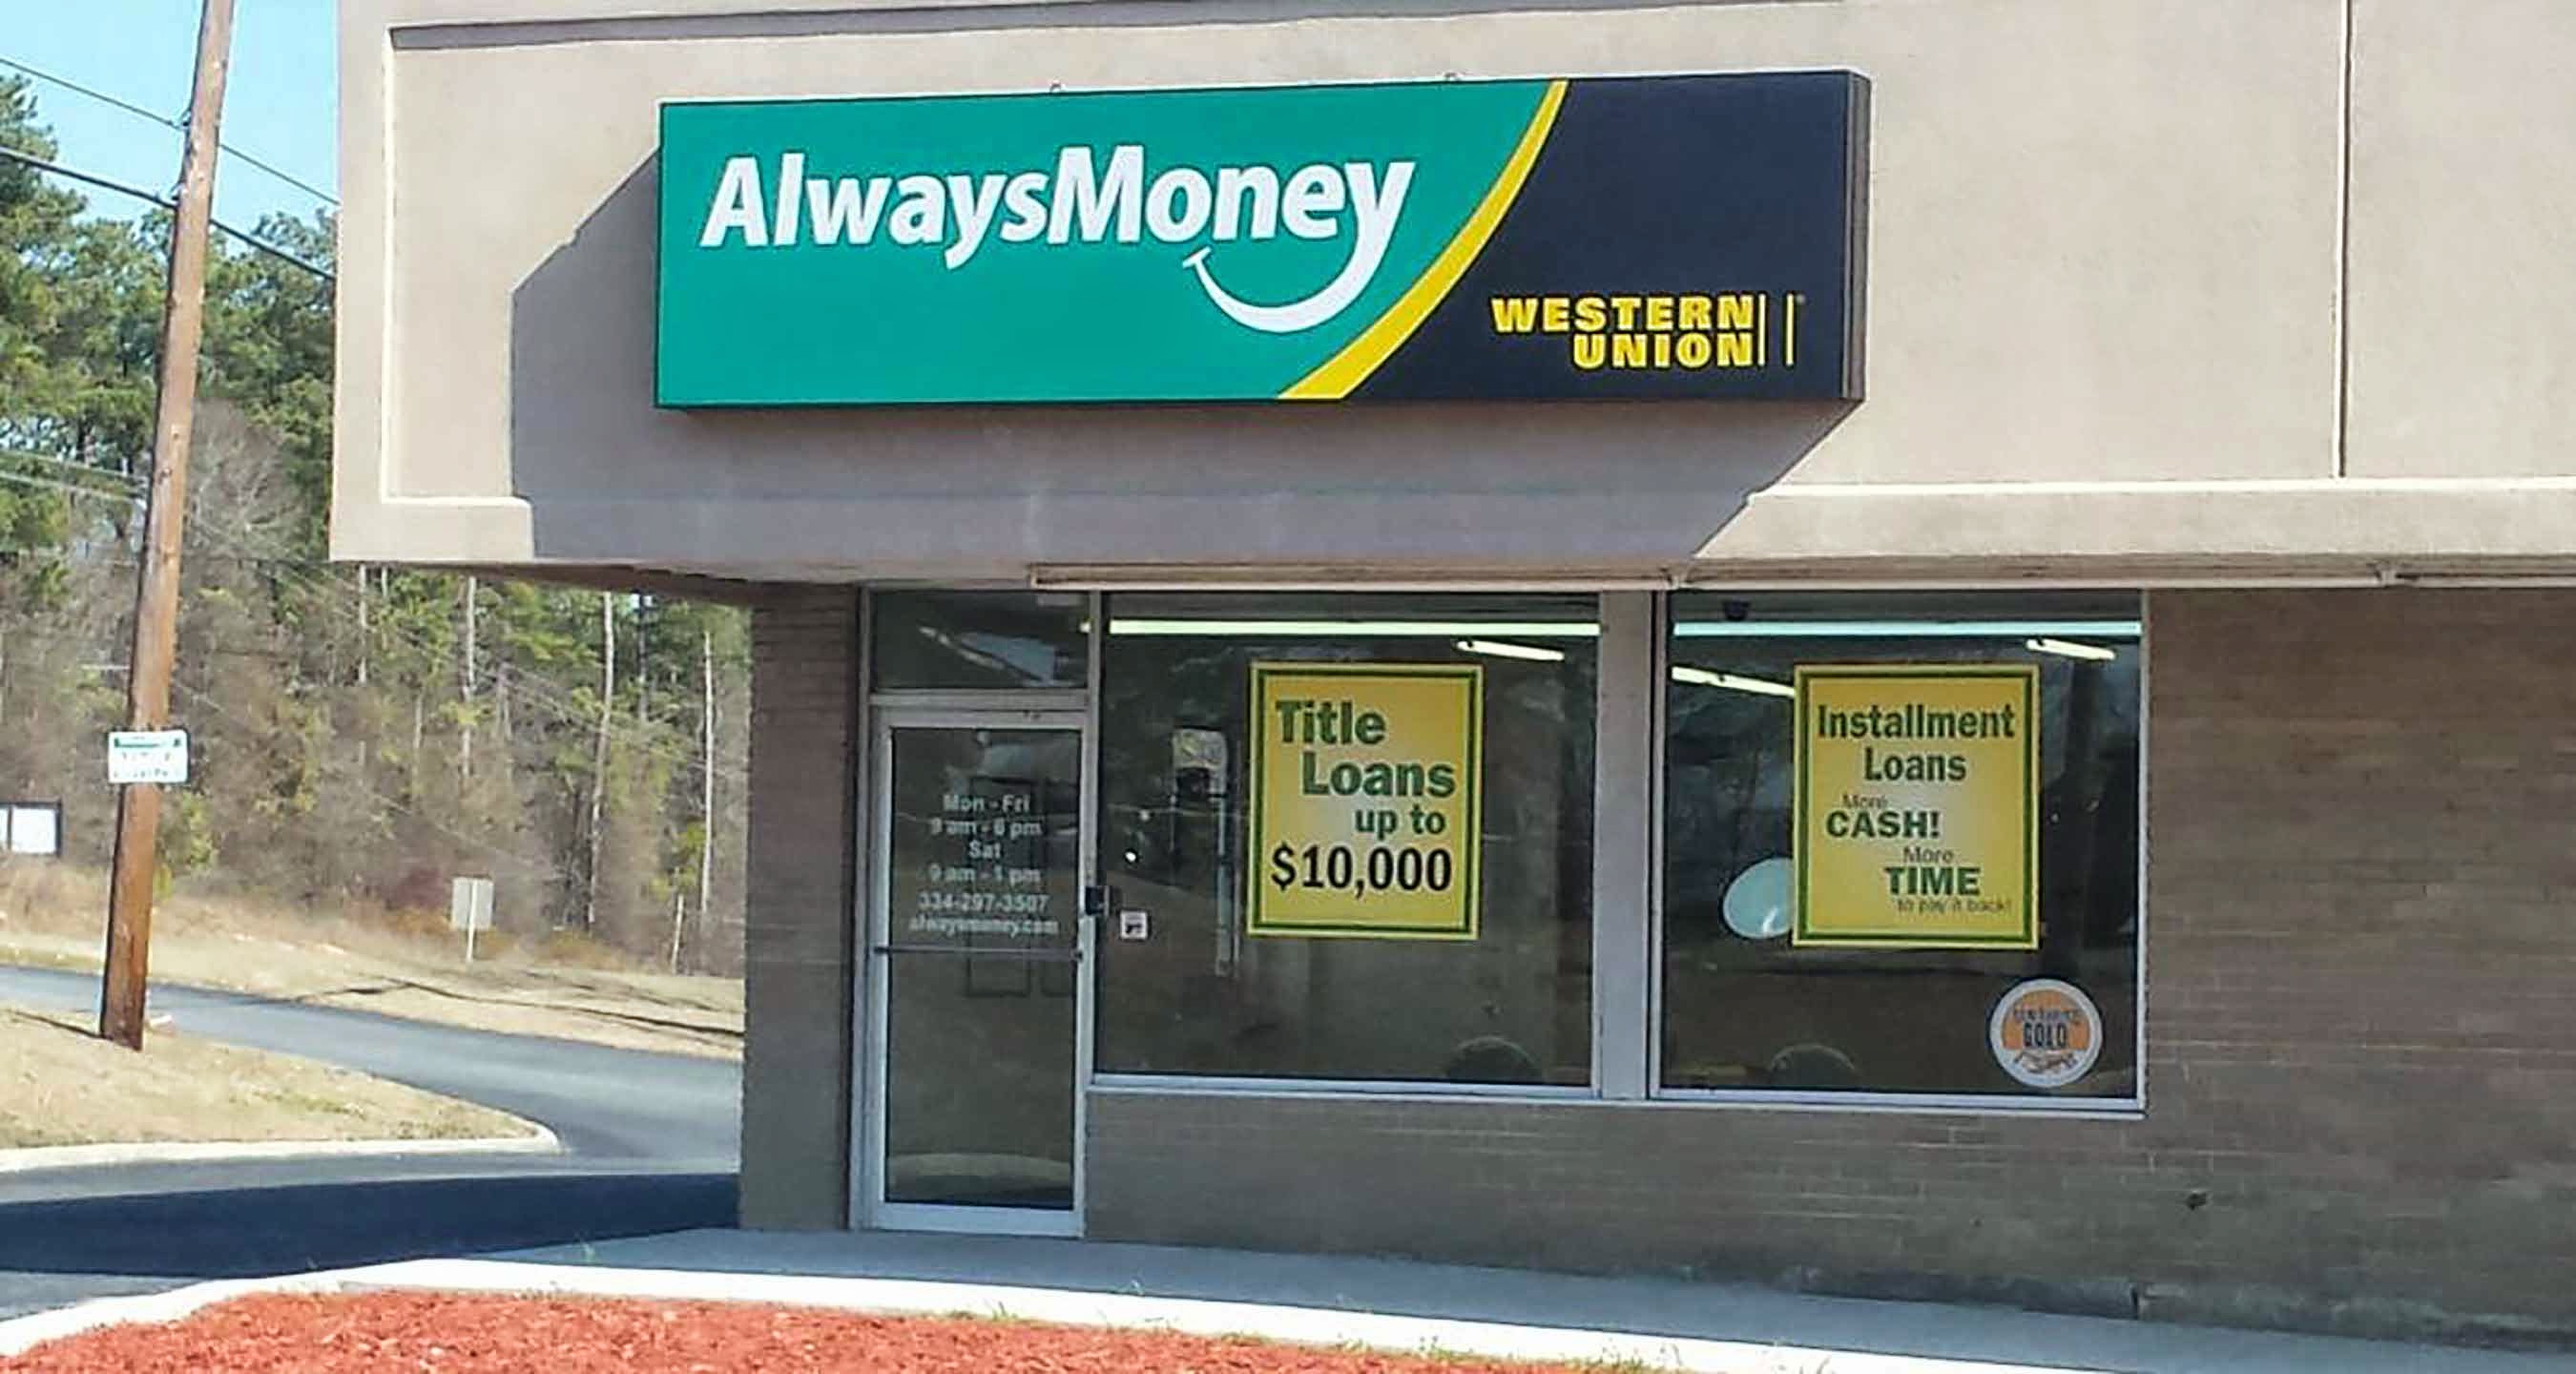 AlwaysMoney
WESTERN
UNION
Mon - Fri
9 am - 6 pm
Sat
9 am - 1 pm
334-297-3507
alwaysmoney.com
Title
Loans
up to
$10,000
Installment
Loans
More
CASH!
More
TIME
to pay it back!
GOLD